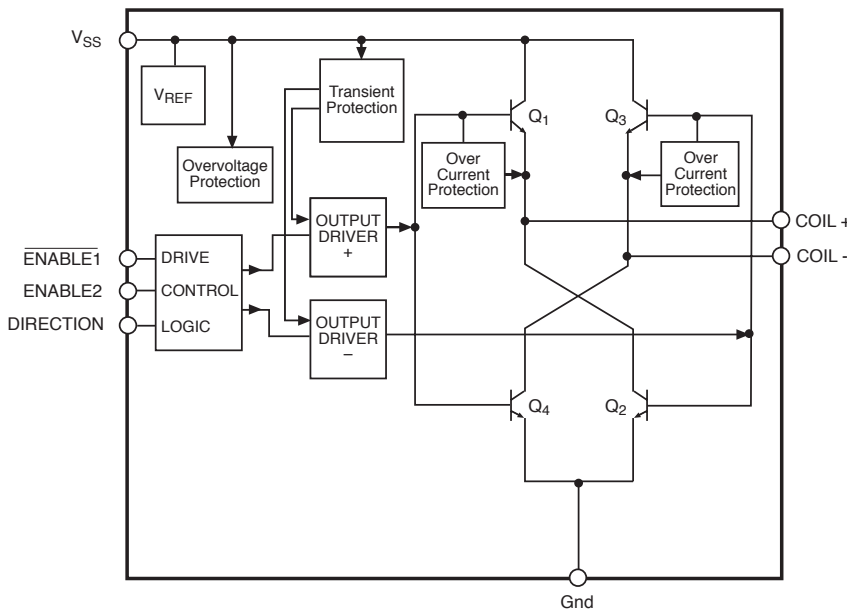 VSS
VREF
Transient
Protection
Overvoltage
Protection
Q1
Q3
Over
Current
Protection
Over
Current
Protection
OUTPUT
DRIVER
+
COIL +
COIL -
ENABLE1
ENABLE2
DIRECTION
DRIVE
CONTROL
LOGIC
OUTPUT
DRIVER
–
Q4
Q2
Gnd